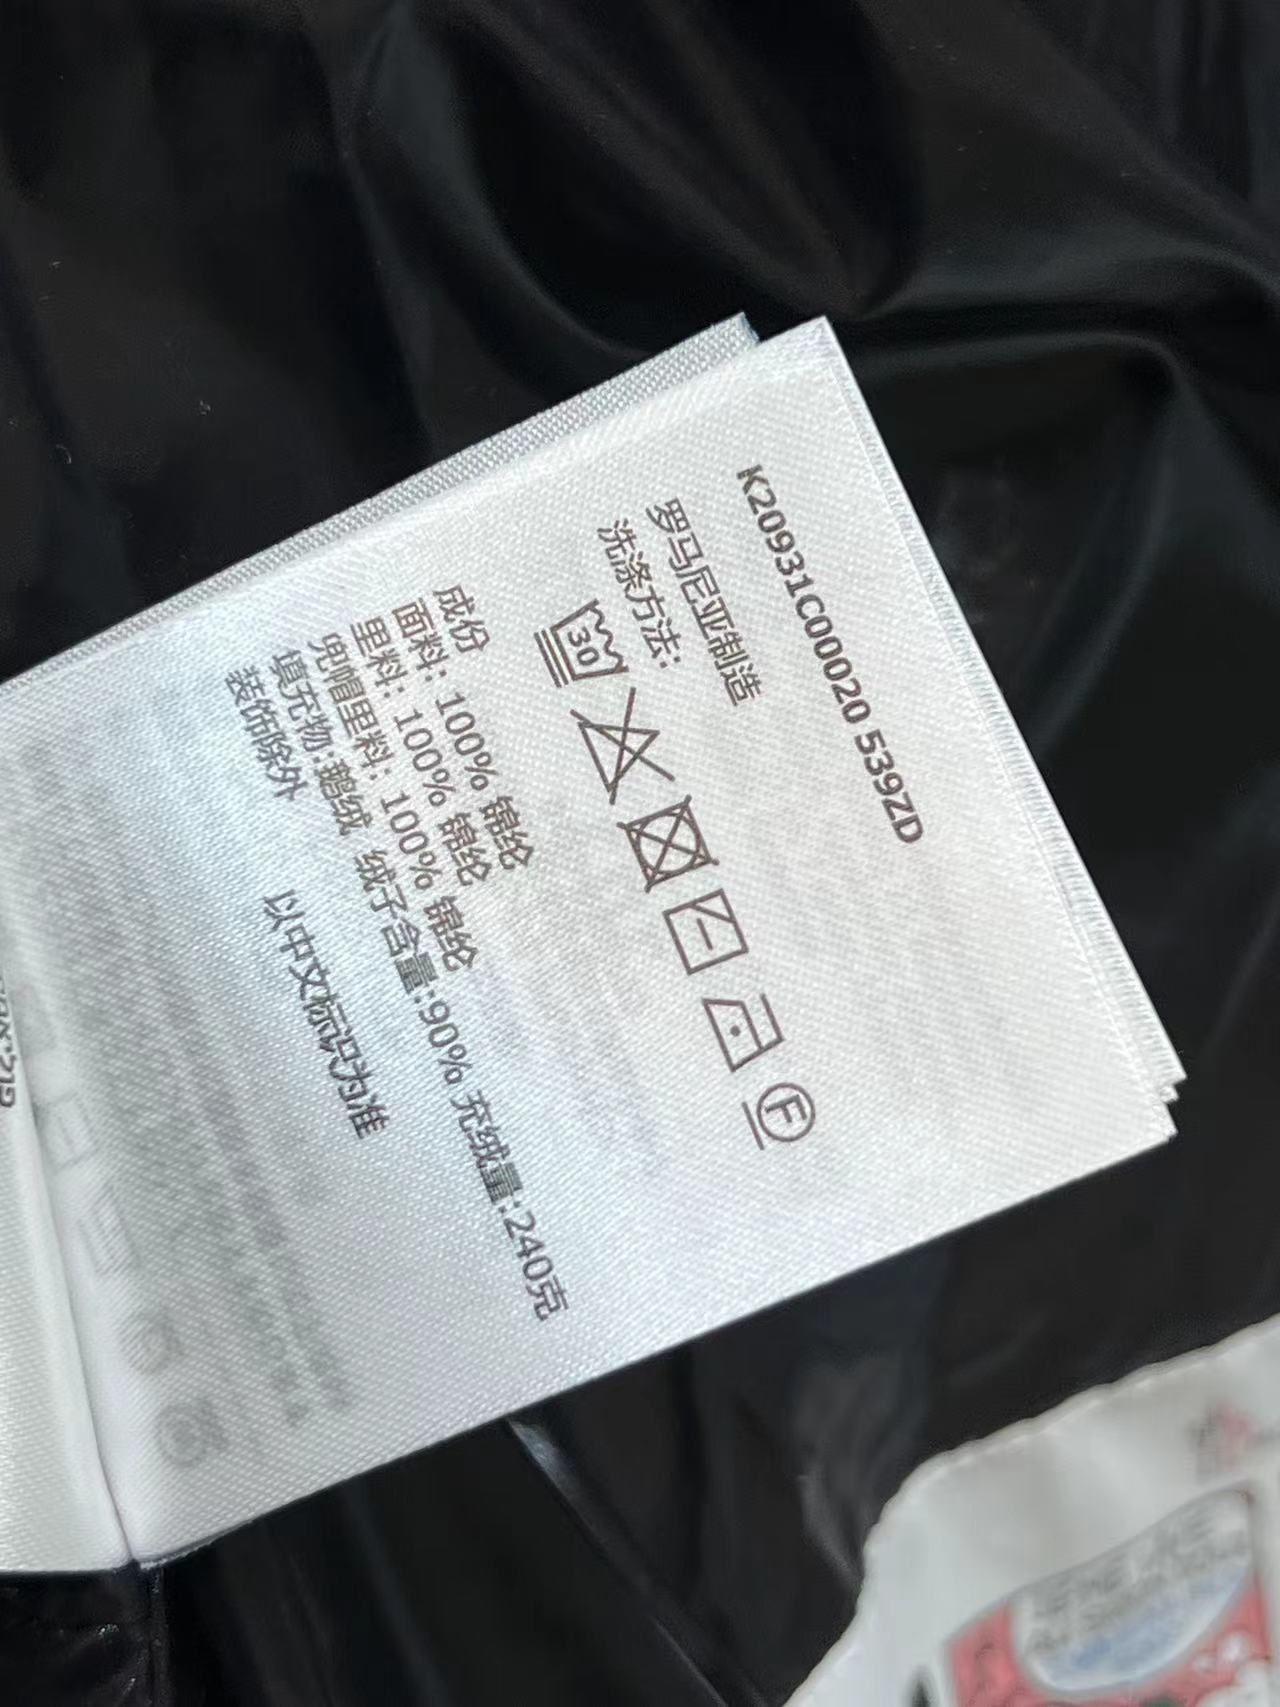 K20931C00020 539ZD
罗马尼亚制造
洗涤方法:
30
F
成份
面料: 100% 锦纶
里料: 100% 锦纶
兜帽里料: 100% 锦纶
填充物:鹅绒 绒子含量:90% 充绒量:240克
装饰除外
以中文标识为准